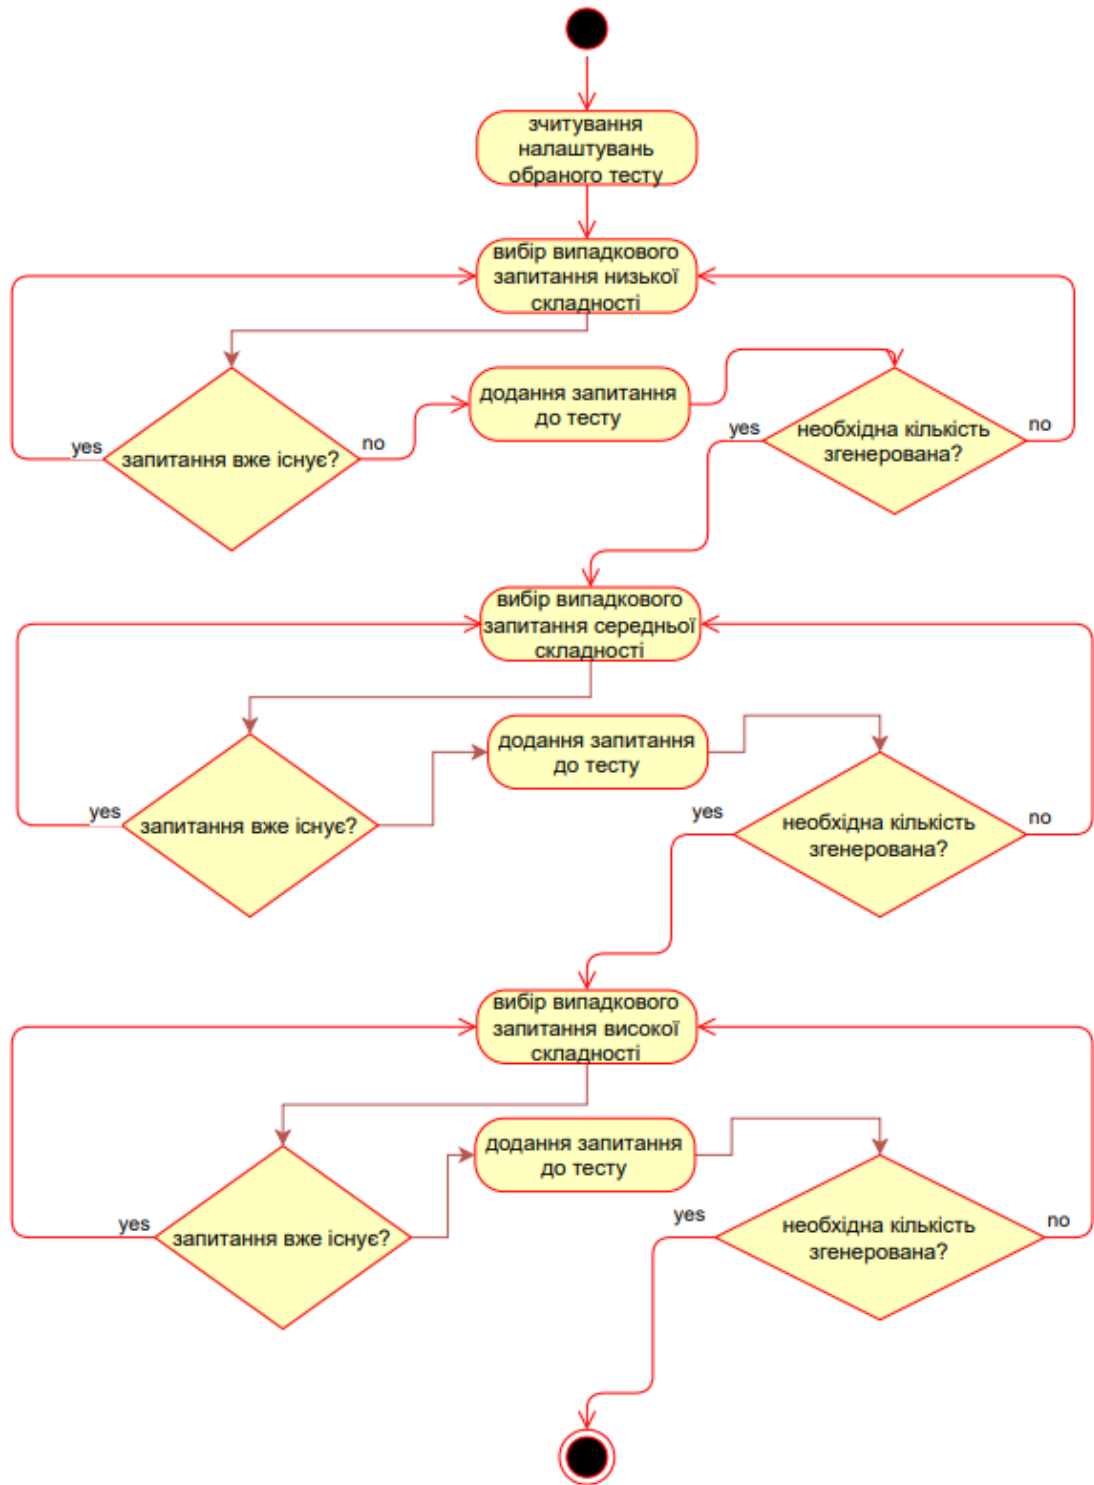 зчитування
налаштувань
обраного тесту
вибір випадкового
запитання низької
складності
додання запитання
до тесту
yes
запитання вже існує?
no
yes
необхідна кількість
згенерована?
no
вибір випадкового
запитання середньої
складності
додання запитання
до тесту
yes
запитання вже існує?
yes
необхідна кількість
згенерована?
no
вибір випадкового
запитання високої
складності
додання запитання
до тесту
yes
запитання вже існує?
yes
необхідна кількість
згенерована?
no